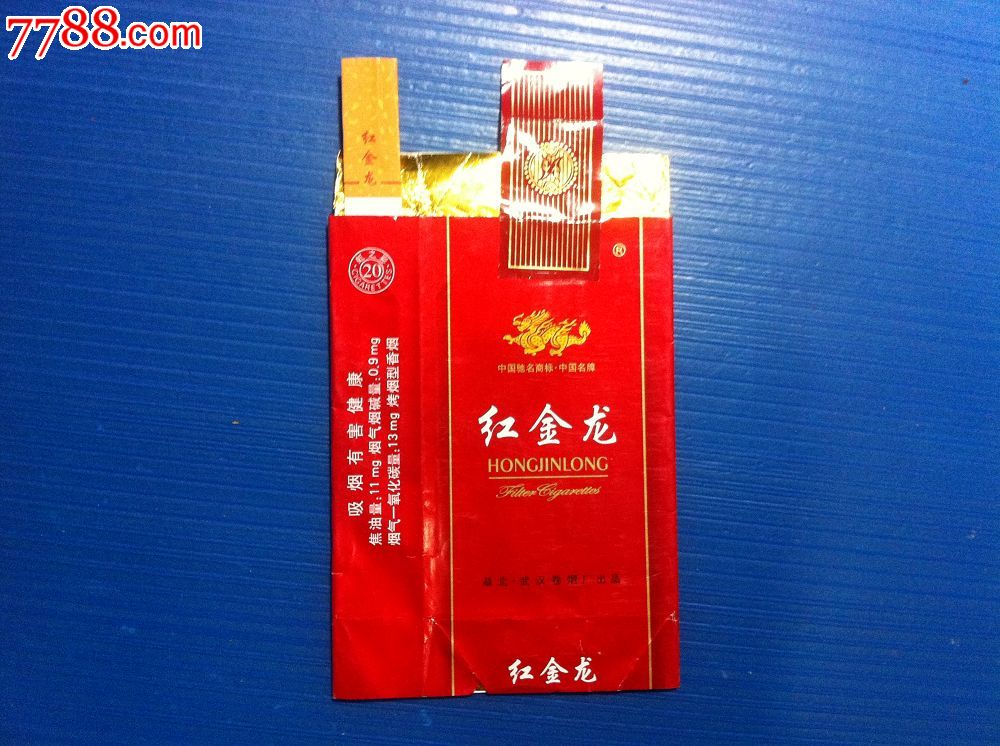 7788.com
红金龙
20
CIGARETTES
吸烟有害健康
焦油量:11mg 烟气烟碱量:0.9mg
烟气一氧化碳量:13mg 烤烟型香烟
®
中国驰名商标·中国名牌
红金龙
HONGJINLONG
Filter Cigarettes
湖北·武汉卷烟厂出品
红金龙